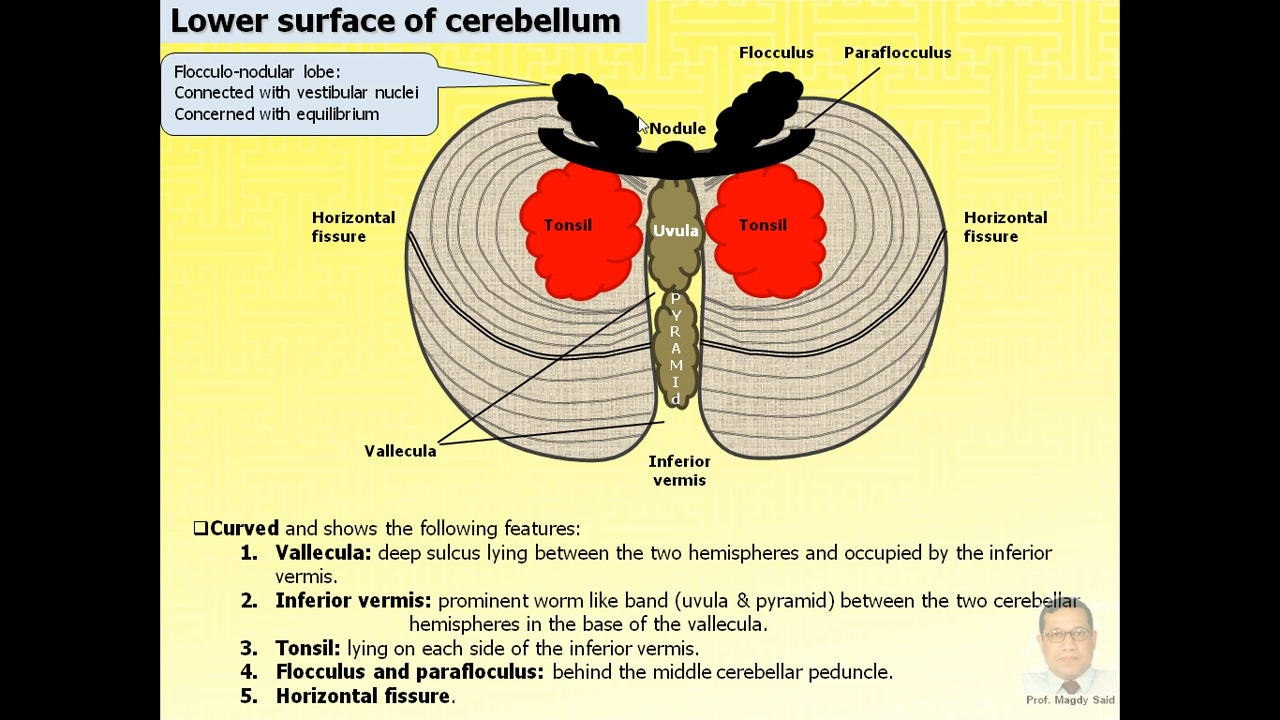 Lower surface of cerebellum
Flocculo-nodular lobe:
Connected with vestibular nuclei
Concerned with equilibrium
Flocculus
Paraflocculus
Nodule
Horizontal
fissure
Tonsil
Uvula
Tonsil
Horizontal
fissure
PYRAMId
Vallecula
Inferior
vermis
❑Curved and shows the following features:
1. Vallecula: deep sulcus lying between the two hemispheres and occupied by the inferior
vermis.
2. Inferior vermis: prominent worm like band (uvula & pyramid) between the two cerebellar
hemispheres in the base of the vallecula.
3. Tonsil: lying on each side of the inferior vermis.
4. Flocculus and parafloculus: behind the middle cerebellar peduncle.
5. Horizontal fissure.
Prof. Magdy Said